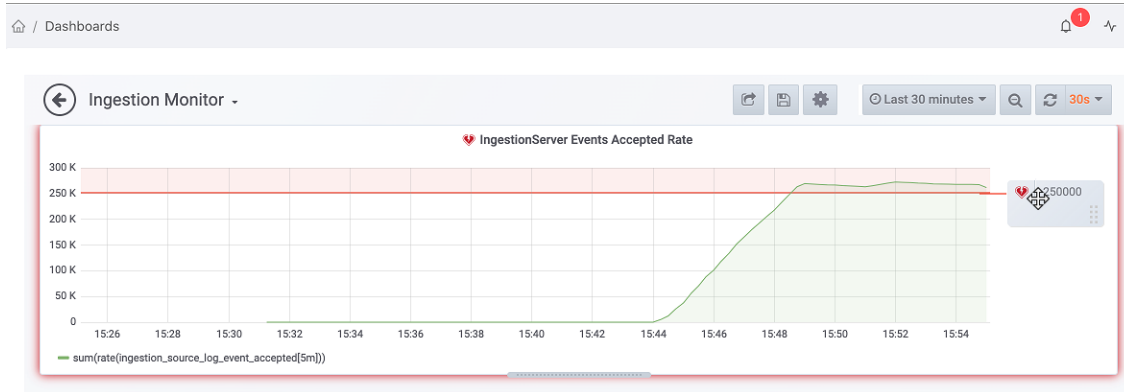 / Dashboards
1
Ingestion Monitor
Last 30 minutes
30s
IngestionServer Events Accepted Rate
300 K
250 K
200 K
150 K
100 K
50 K
0
250000
15:26 15:28 15:30 15:32 15:34 15:36 15:38 15:40 15:42 15:44 15:46 15:48 15:50 15:52 15:54
sum(rate(ingestion_source_log_event_accepted[5m]))